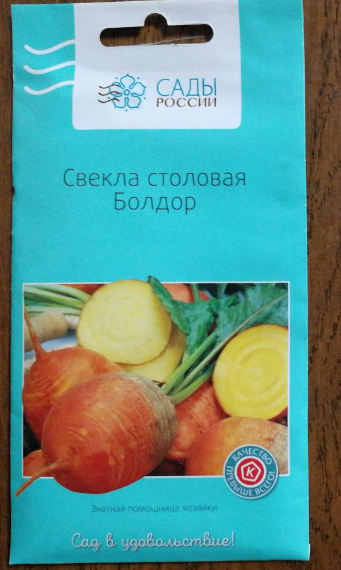 САДЫ
РОССИИ
Свекла столовая
Болдор
КАЧЕСТВО
ПРЕВЫШЕ ВСЕГО!
Знатная помощница хозяйки
Сад в удовольствие!